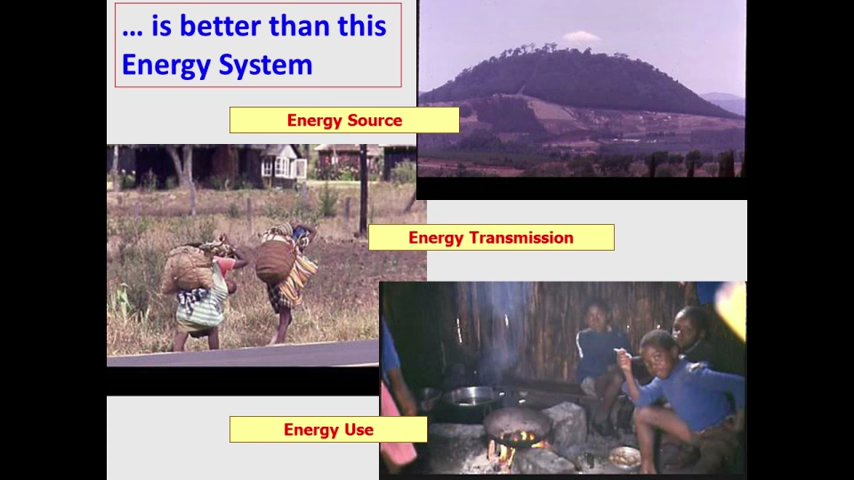 … is better than this
Energy System
Energy Source
Energy Transmission
Energy Use